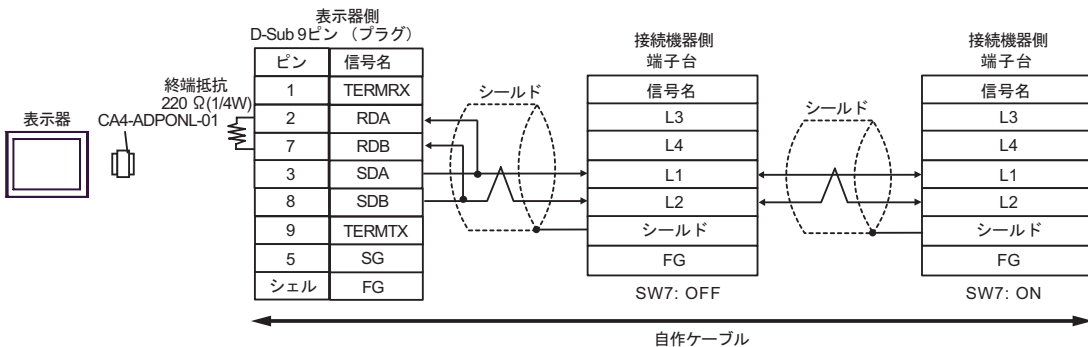 表示器側
D-Sub 9ピン （プラグ）
ピン 信号名
1 TERMRX
2 RDA
7 RDB
3 SDA
8 SDB
9 TERMTX
5 SG
シェル FG
終端抵抗
220 Ω(1/4W)
CA4-ADPONL-01
表示器
シールド
接続機器側
端子台
信号名
L3
L4
L1
L2
シールド
FG
SW7: OFF
シールド
接続機器側
端子台
信号名
L3
L4
L1
L2
シールド
FG
SW7: ON
自作ケーブル